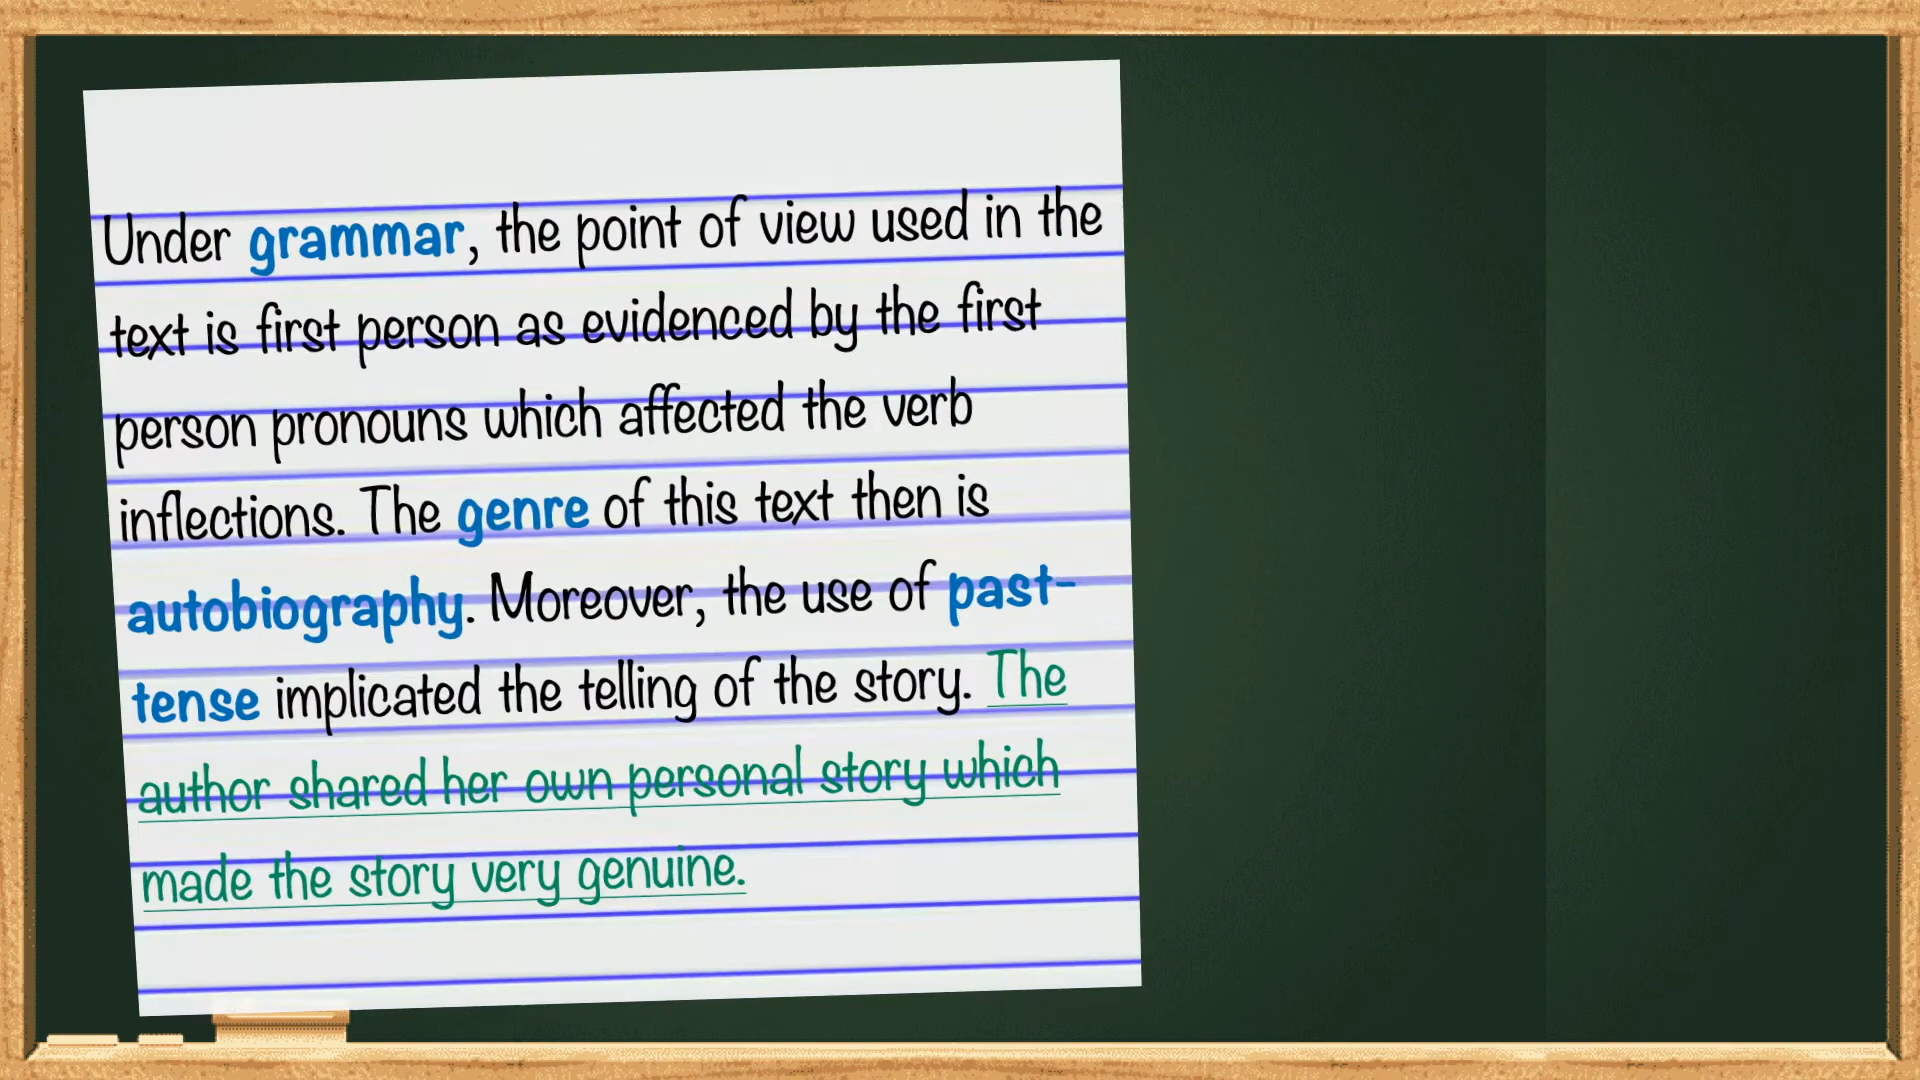 Under grammar, the point of view used in the
text is first person as evidenced by the first
person pronouns which affected the verb
inflections. The genre of this text then is
autobiography. Moreover, the use of past-
tense implicated the telling of the story. The
author shared her own personal story which
made the story very genuine.